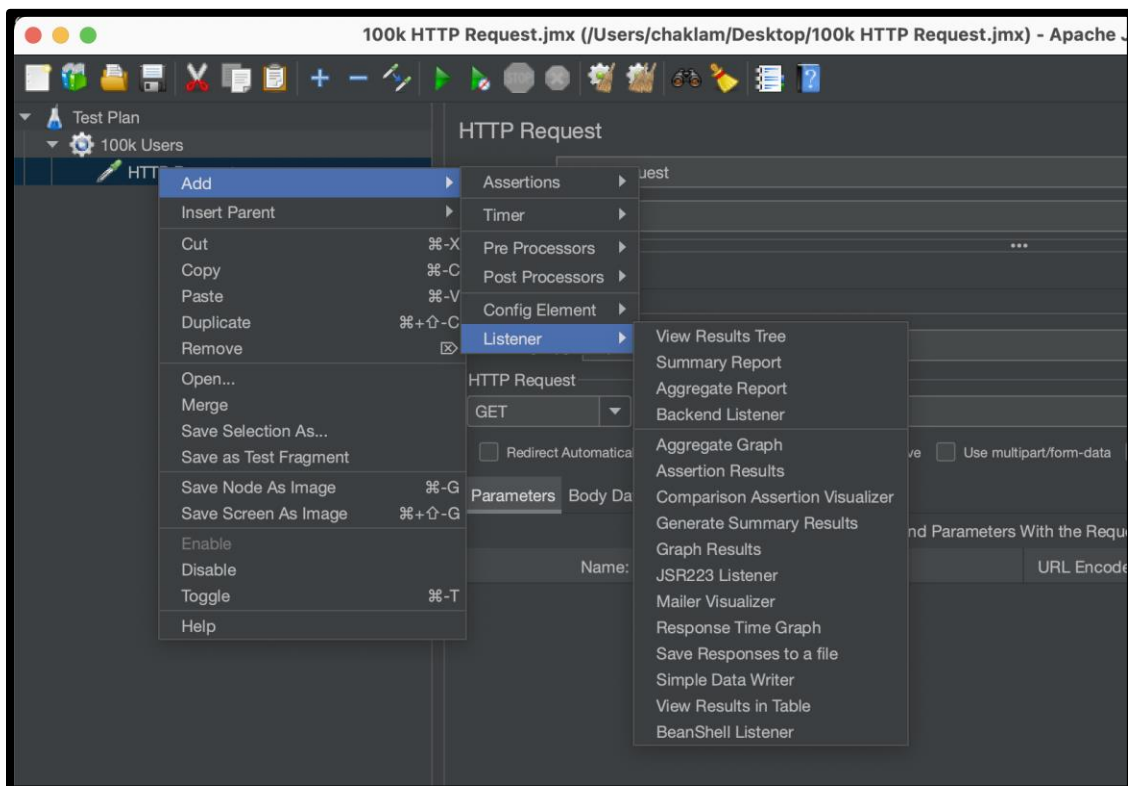 100k HTTP Request.jmx (/Users/chaklam/Desktop/100k HTTP Request.jmx) - Apache
STOP
Test Plan
100k Users
HTTP Request
HTT
uest
Add
Insert Parent
Cut ⌘-X
Copy ⌘-C
Paste ⌘-V
Duplicate ⌘+⇧-C
Remove ⌦
Open...
Merge
Save Selection As...
Save as Test Fragment
Save Node As Image ⌘-G
Save Screen As Image ⌘+⇧-G
Enable
Disable
Toggle ⌘-T
Help
Assertions
Timer
Pre Processors
Post Processors
Config Element
Listener
View Results Tree
Summary Report
Aggregate Report
Backend Listener
Aggregate Graph
Assertion Results
Comparison Assertion Visualizer
Generate Summary Results
Graph Results
JSR223 Listener
Mailer Visualizer
Response Time Graph
Save Responses to a file
Simple Data Writer
View Results in Table
BeanShell Listener
HTTP Request
GET
Redirect Automatica
ve Use multipart/form-data
Parameters Body Da
nd Parameters With the Requ
Name: URL Encode